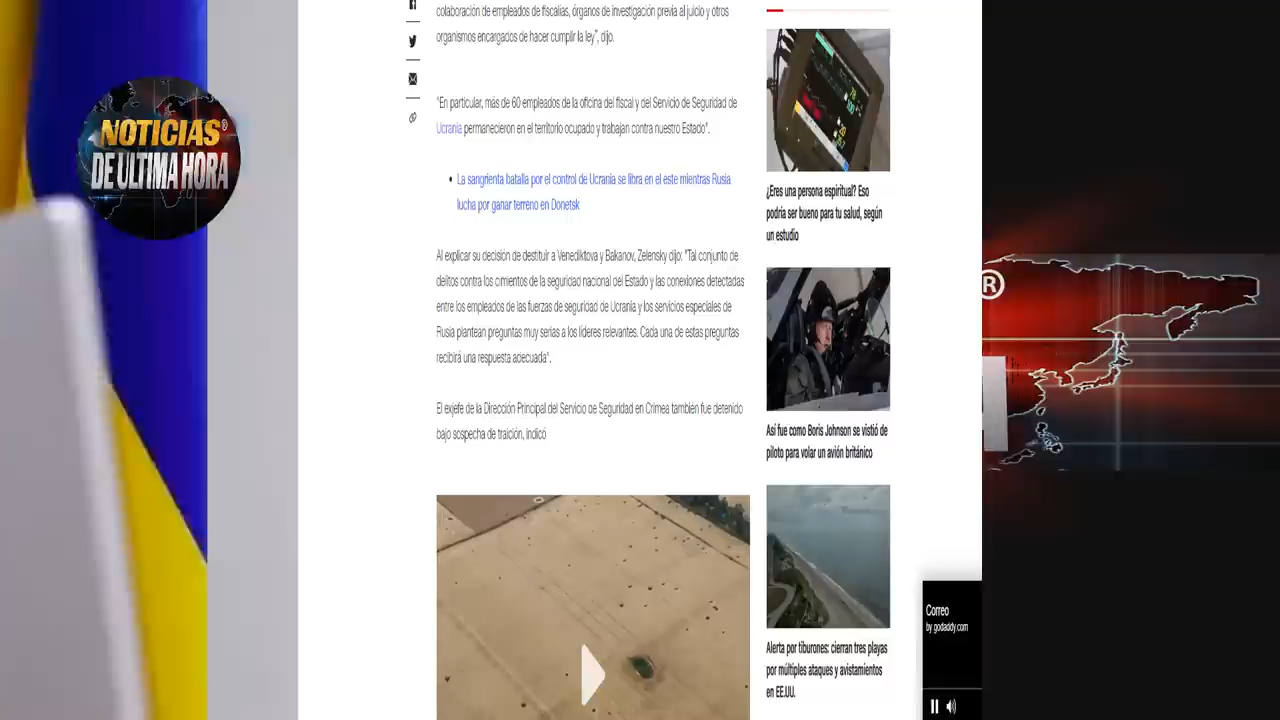 NOTICIAS®
DE ULTIMA HORA
colaboración de empleados de fiscalías, órganos de investigación previa al juicio y otros
organismos encargados de hacer cumplir la ley", dijo.
"En particular, más de 60 empleados de la oficina del fiscal y del Servicio de Seguridad de
Ucrania permanecieron en el territorio ocupado y trabajan contra nuestro Estado".
• La sangrienta batalla por el control de Ucrania se libra en el este mientras Rusia
lucha por ganar terreno en Donetsk
Al explicar su decisión de destituir a Venediktova y Bakanov, Zelensky dijo: "Tal conjunto de
delitos contra los cimientos de la seguridad nacional del Estado y las conexiones detectadas
entre los empleados de las fuerzas de seguridad de Ucrania y los servicios especiales de
Rusia plantean preguntas muy serias a los líderes relevantes. Cada una de estas preguntas
recibirá una respuesta adecuada".
El exjefe de la Dirección Principal del Servicio de Seguridad en Crimea también fue detenido
bajo sospecha de traición, indicó
¿Eres una persona espiritual? Eso
podría ser bueno para tu salud, según
un estudio
Así fue como Boris Johnson se vistió de
piloto para volar un avión británico
Alerta por tiburones: cierran tres playas
por múltiples ataques y avistamientos
en EE.UU.
®
Correo
by godaddy.com